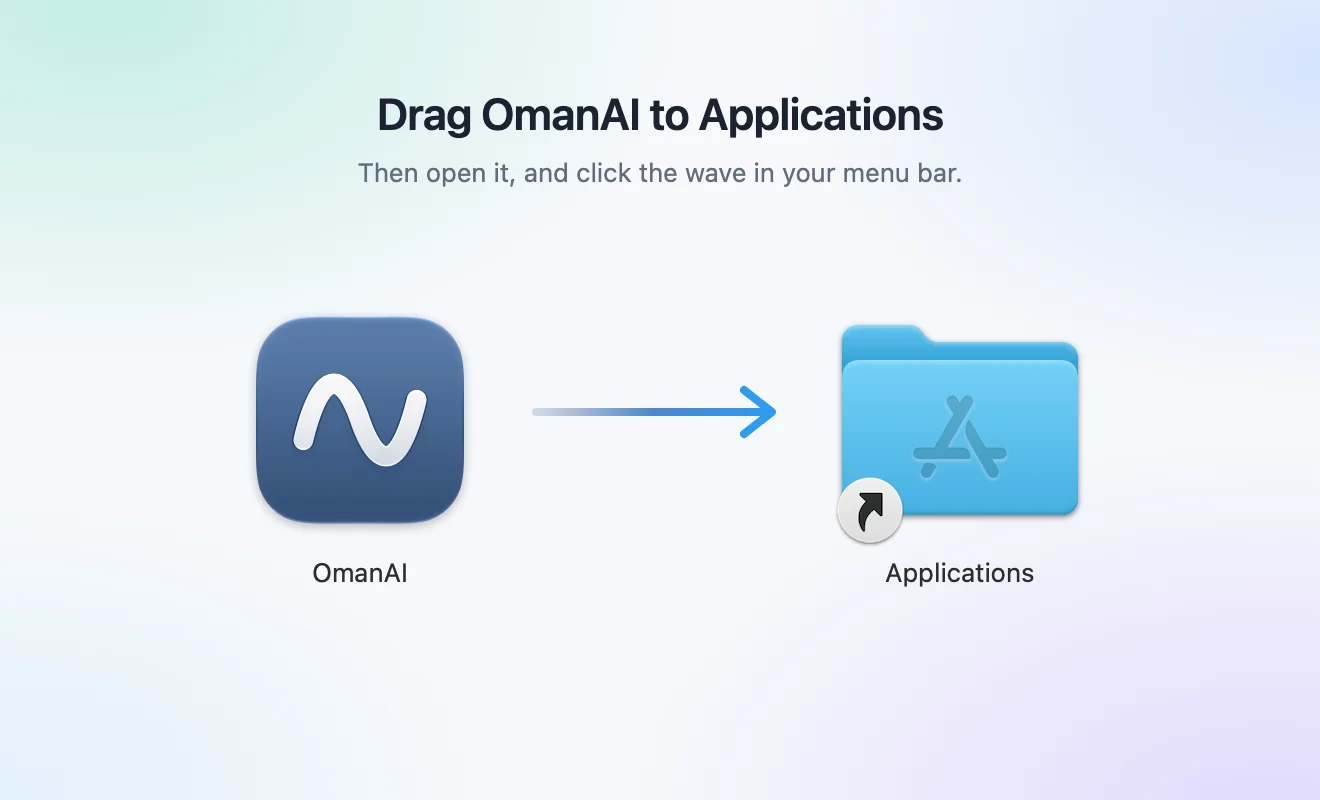 Drag OmanAI to Applications
Then open it, and click the wave in your menu bar.
OmanAI
Applications